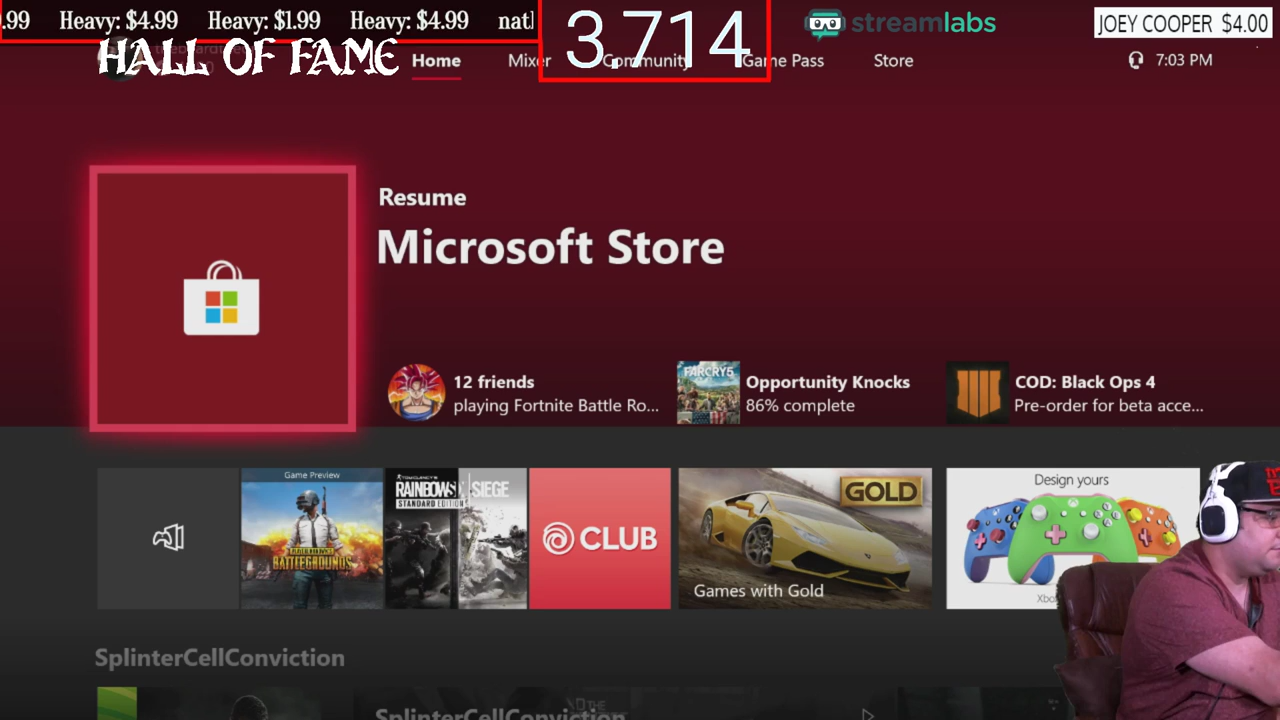 .99 Heavy: $4.99 Heavy: $1.99 Heavy: $4.99 natl
3,714
streamlabs
JOEY COOPER $4.00
HALL OF FAME
Home
Mixer
Community
Game Pass
Store
7:03 PM
Resume
Microsoft Store
12 friends
playing Fortnite Battle Ro...
FARCRY5
Opportunity Knocks
86% complete
COD: Black Ops 4
Pre-order for beta acce...
Game Preview
BATTLEGROUNDS
TOM CLANCY'S
RAINBOW SIX SIEGE
STANDARD EDITION
CLUB
GOLD
Games with Gold
Design yours
Xbo
SplinterCellConviction
SplinterCellConviction